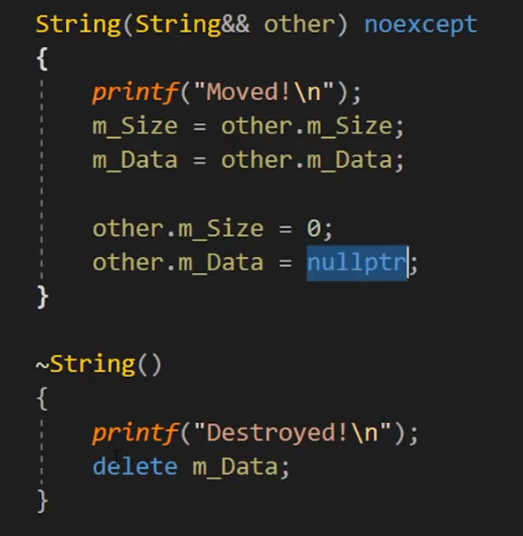 String(String&& other) noexcept
{
printf("Moved!\n");
m_Size = other.m_Size;
m_Data = other.m_Data;
other.m_Size = 0;
other.m_Data = nullptr;
}
~String()
{
printf("Destroyed!\n");
delete m_Data;
}